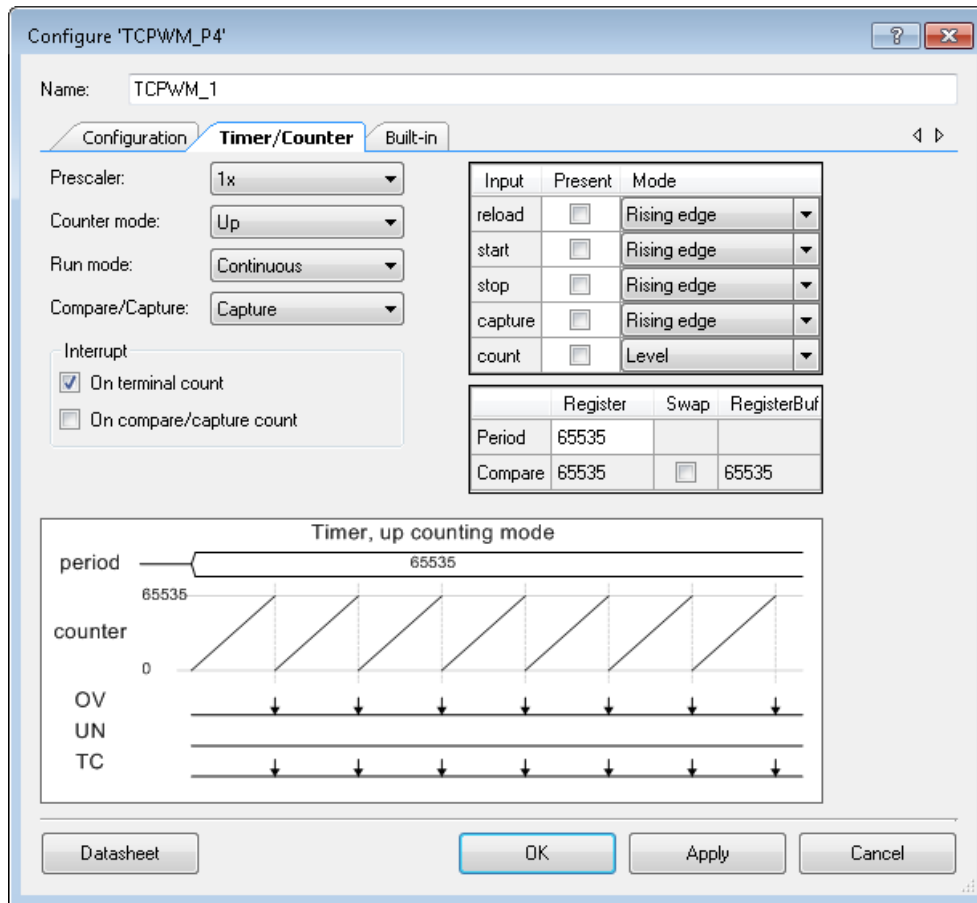 Configure 'TCPWM_P4'
Name: TCPWM_1
Configuration Timer/Counter Built-in
Prescaler: 1x
Counter mode: Up
Run mode: Continuous
Compare/Capture: Capture
Interrupt
On terminal count
On compare/capture count
Input Present Mode
reload Rising edge
start Rising edge
stop Rising edge
capture Rising edge
count Level
Register Swap RegisterBuf
Period 65535
Compare 65535 65535
Timer, up counting mode
period 65535
65535
counter
0
OV
UN
TC
Datasheet OK Apply Cancel